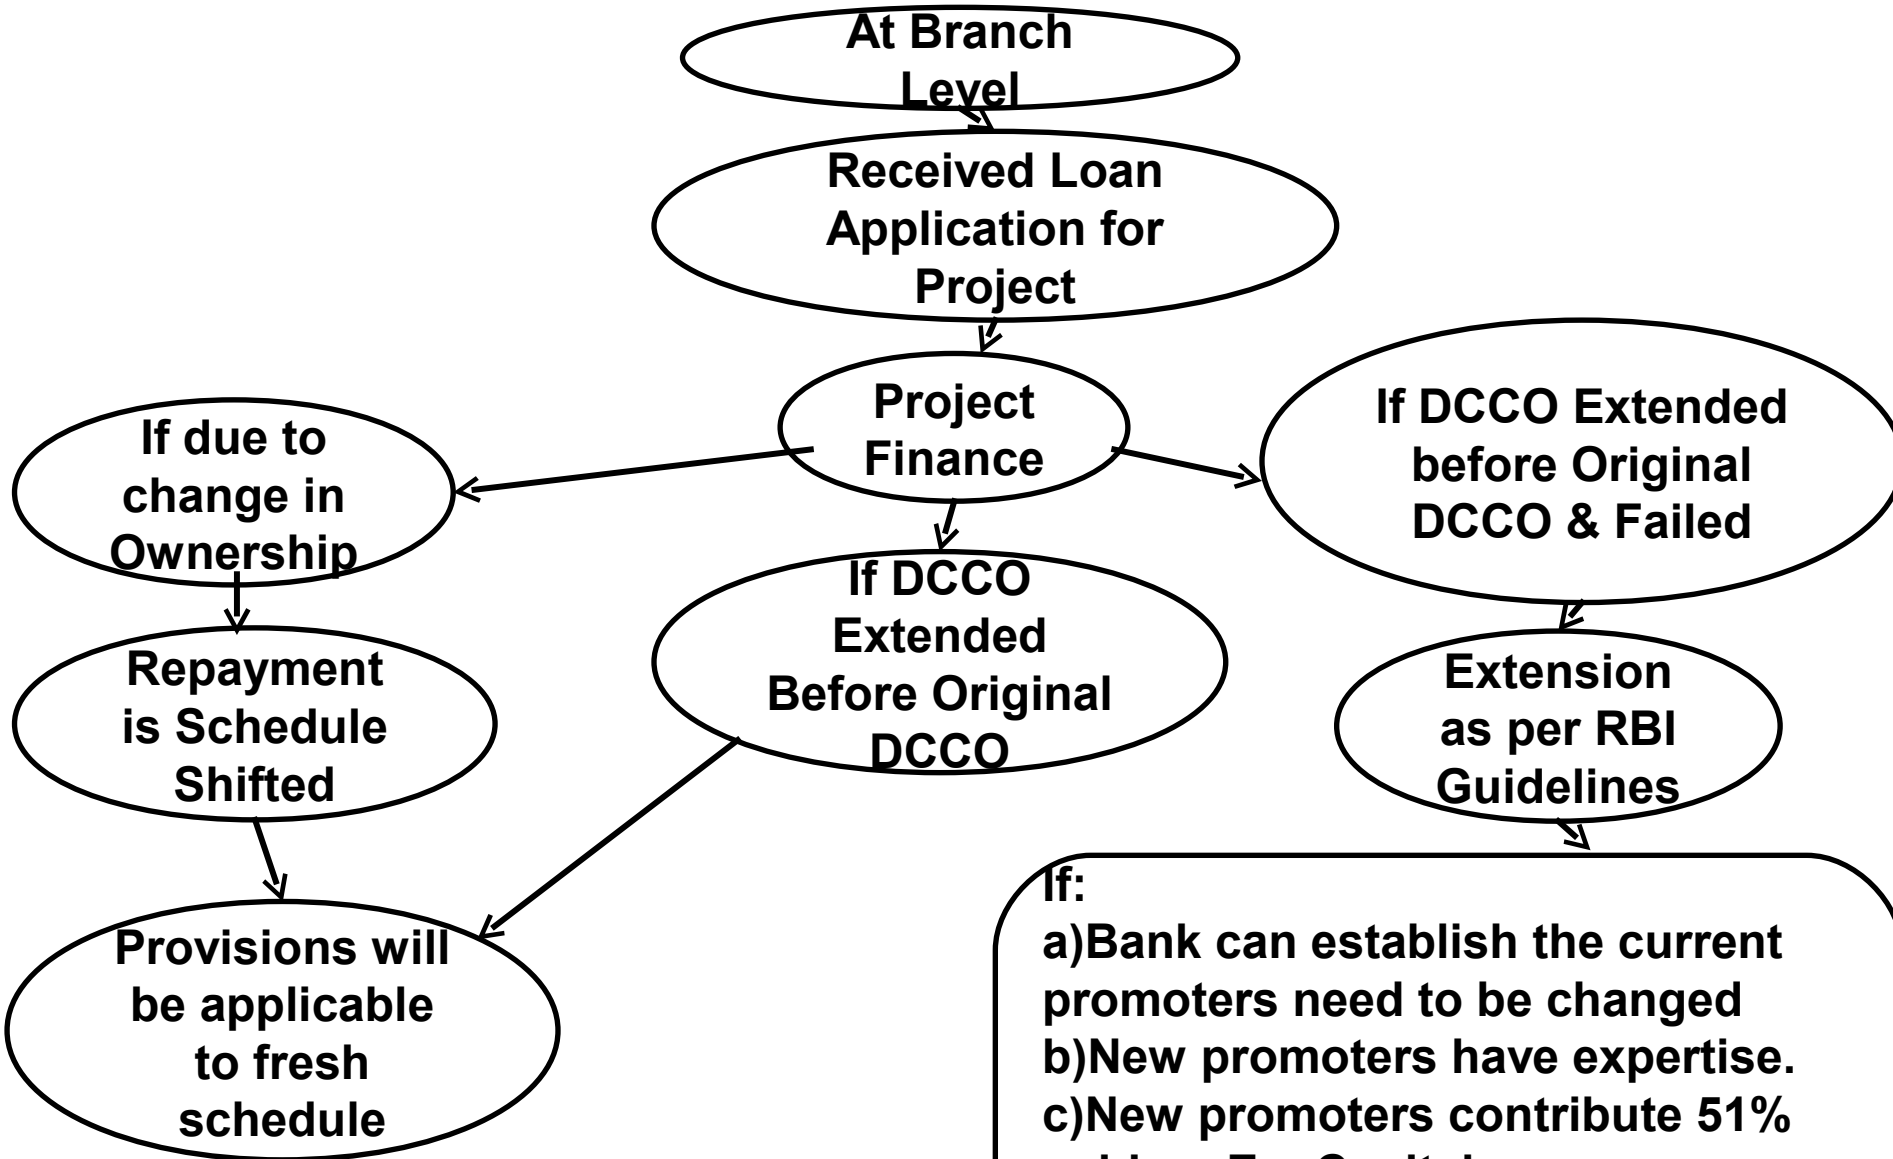 At Branch
Level
Received Loan
Application for
Project
Project
Finance
If due to
change in
Ownership
If DCCO
Extended
Before Original
DCCO
If DCCO Extended
before Original
DCCO & Failed
Repayment
is Schedule
Shifted
Extension
as per RBI
Guidelines
Provisions will
be applicable
to fresh
schedule
If:
a)Bank can establish the current
promoters need to be changed
b)New promoters have expertise.
c)New promoters contribute 51%